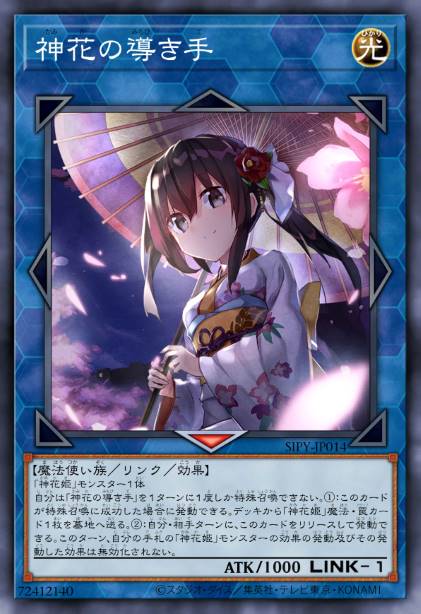 神花の導き手
光
SIPY-JP014
【魔法使い族／リンク／効果】
「神花姫」モンスター1体
自分は「神花の導き手」を1ターンに1度しか特殊召喚できない。①：このカード
が特殊召喚に成功した場合に発動できる。デッキから「神花姫」魔法・罠カー
ド1枚を墓地へ送る。②：自分・相手ターンに、このカードをリリースして発動で
きる。このターン、自分の手札の「神花姫」モンスターの効果の発動及びその発
動した効果は無効化されない。
ATK/1000 LINK-1
72412140
©スタジオ・ダイス／集英社・テレビ東京・KONAMI